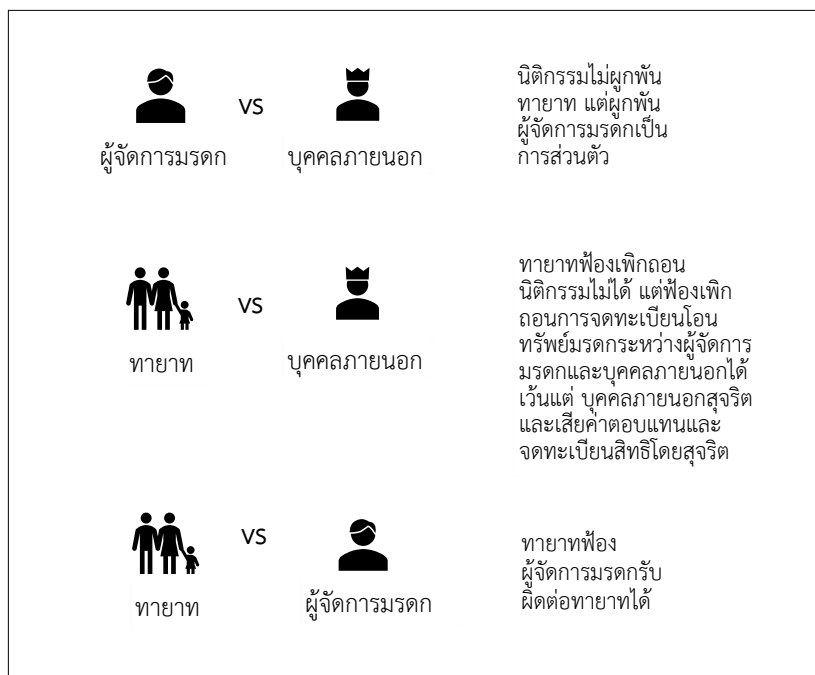 ผู้จัดการมรดก
vs
บุคคลภายนอก
นิติกรรมไม่ผูกพัน
ทายาท แต่ผูกพัน
ผู้จัดการมรดกเป็น
การส่วนตัว
ทายาท
vs
บุคคลภายนอก
ทายาทฟ้องเพิกถอน
นิติกรรมไม่ได้ แต่ฟ้องเพิก
ถอนการจดทะเบียนโอน
ทรัพย์มรดกระหว่างผู้จัดการ
มรดกและบุคคลภายนอกได้
เว้นแต่ บุคคลภายนอกสุจริต
และเสียค่าตอบแทนและ
จดทะเบียนสิทธิโดยสุจริต
ทายาท
vs
ผู้จัดการมรดก
ทายาทฟ้อง
ผู้จัดการมรดกรับ
ผิดต่อทายาทได้